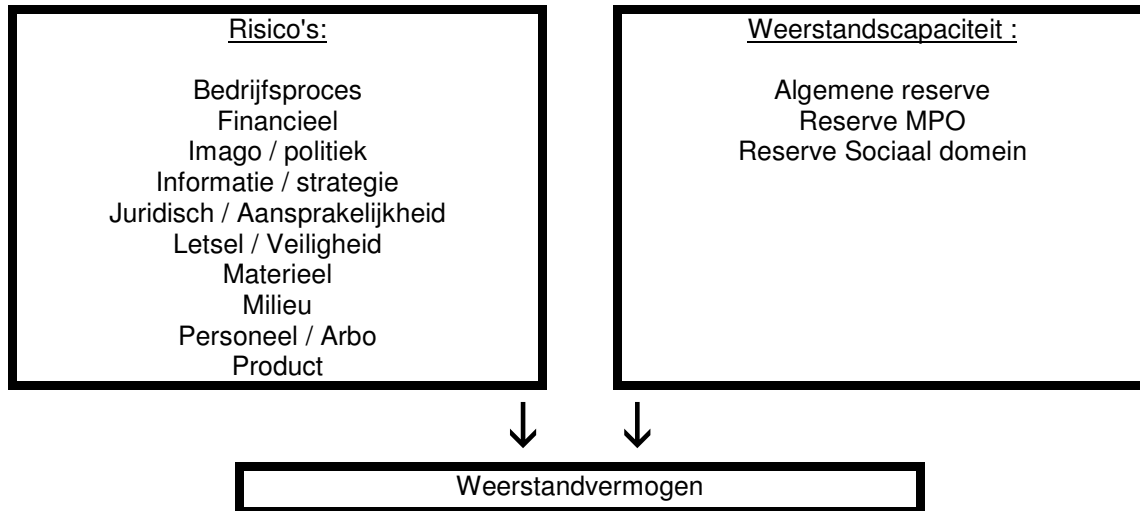 Risico's:
Bedrijfsproces
Financieel
Imago / politiek
Informatie / strategie
Juridisch / Aansprakelijkheid
Letsel / Veiligheid
Materieel
Milieu
Personeel / Arbo
Product
Weerstandscapaciteit :
Algemene reserve
Reserve MPO
Reserve Sociaal domein
Weerstandvermogen